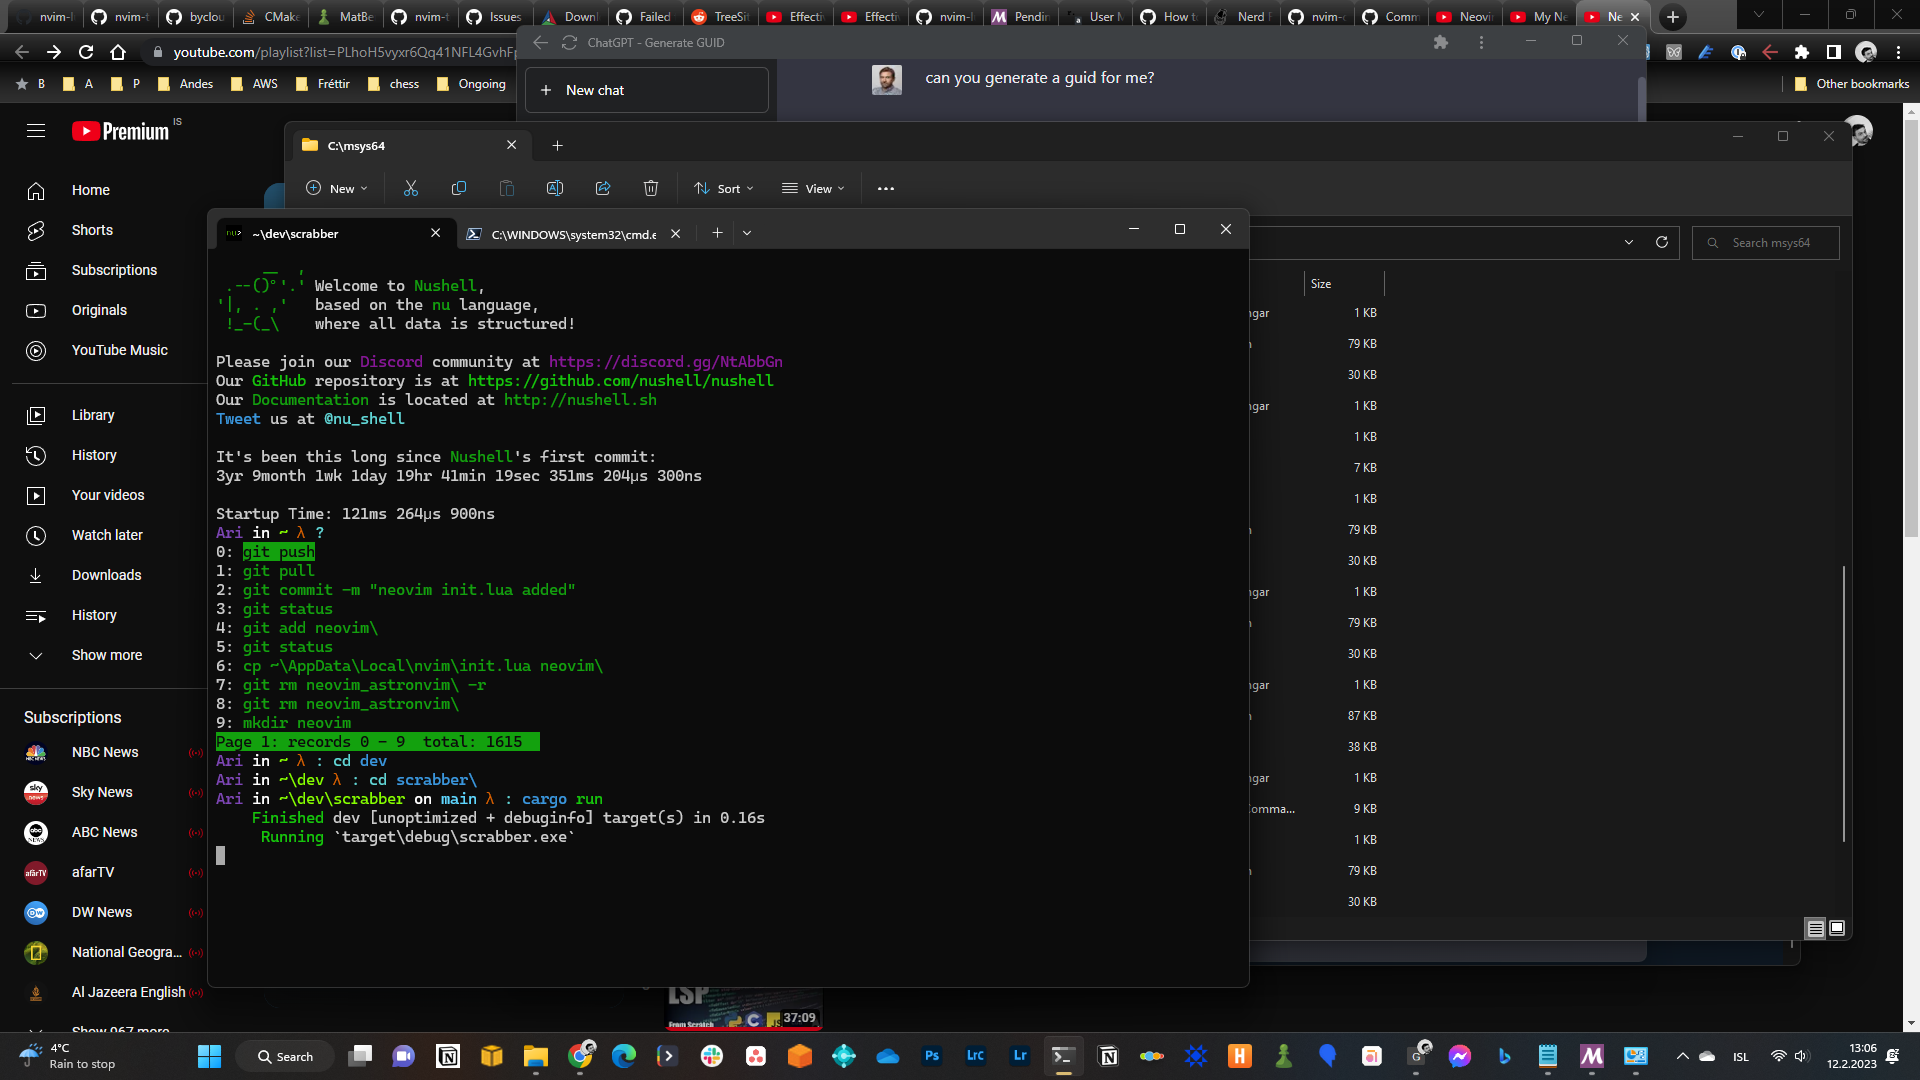 nvim-l
nvim-t
byclou
CMake
MatBe
nvim-t
Issues
Downl
Failed
TreeSit
Effectiv
Effectiv
nvim-l
Pendin
User M
How to
Nerd F
nvim-c
Comm
Neovi
My Ne
Ne
youtube.com/playlist?list=PLhoH5vyxr6Qq41NFL4GvhFp
ChatGPT - Generate GUID
B
A
P
Andes
AWS
Fréttir
chess
Ongoing
Other bookmarks
New chat
can you generate a guid for me?
Premium IS
Home
Shorts
Subscriptions
Originals
YouTube Music
Library
History
Your videos
Watch later
Downloads
History
Show more
Subscriptions
NBC News
Sky News
ABC News
afarTV
DW News
National Geogra...
Al Jazeera English
Show 967 more
C:\msys64
New
Sort
View
Search msys64
Size
1 KB
79 KB
30 KB
1 KB
1 KB
7 KB
1 KB
79 KB
30 KB
1 KB
79 KB
30 KB
1 KB
87 KB
38 KB
1 KB
9 KB
1 KB
79 KB
30 KB
~\dev\scrabber
C:\WINDOWS\system32\cmd.e
Welcome to Nushell,
based on the nu language,
where all data is structured!
Please join our Discord community at https://discord.gg/NtAbbGn
Our GitHub repository is at https://github.com/nushell/nushell
Our Documentation is located at http://nushell.sh
Tweet us at @nu_shell
It's been this long since Nushell's first commit:
3yr 9month 1wk 1day 19hr 41min 19sec 351ms 204µs 300ns
Startup Time: 121ms 264µs 900ns
Ari in ~ λ ?
0: git push
1: git pull
2: git commit -m "neovim init.lua added"
3: git status
4: git add neovim\
5: git status
6: cp ~\AppData\Local\nvim\init.lua neovim\
7: git rm neovim_astronvim\ -r
8: git rm neovim_astronvim\
9: mkdir neovim
Page 1: records 0 - 9  total: 1615
Ari in ~ λ : cd dev
Ari in ~\dev λ : cd scrabber\
Ari in ~\dev\scrabber on main λ : cargo run
Finished dev [unoptimized + debuginfo] target(s) in 0.16s
Running `target\debug\scrabber.exe`
LSP
From Scratch
37:09
4°C
Rain to stop
Search
ISL
13:06
12.2.2023